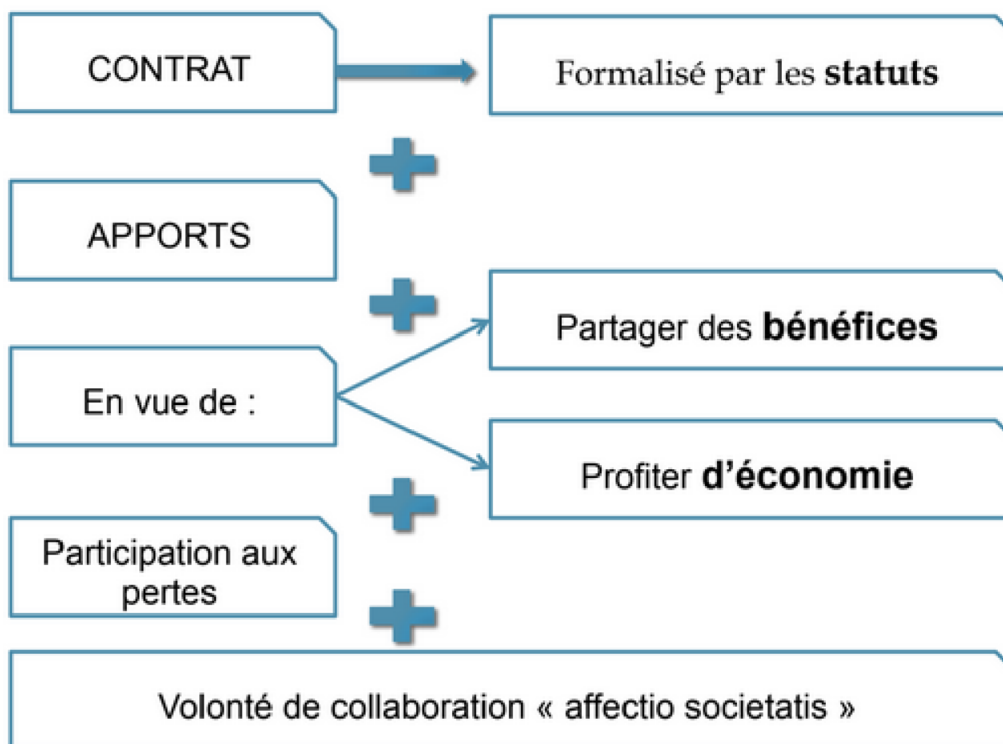 CONTRAT
Formalisé par les statuts
APPORTS
Partager des bénéfices
En vue de :
Profiter d’économie
Participation aux
pertes
Volonté de collaboration « affectio societatis »